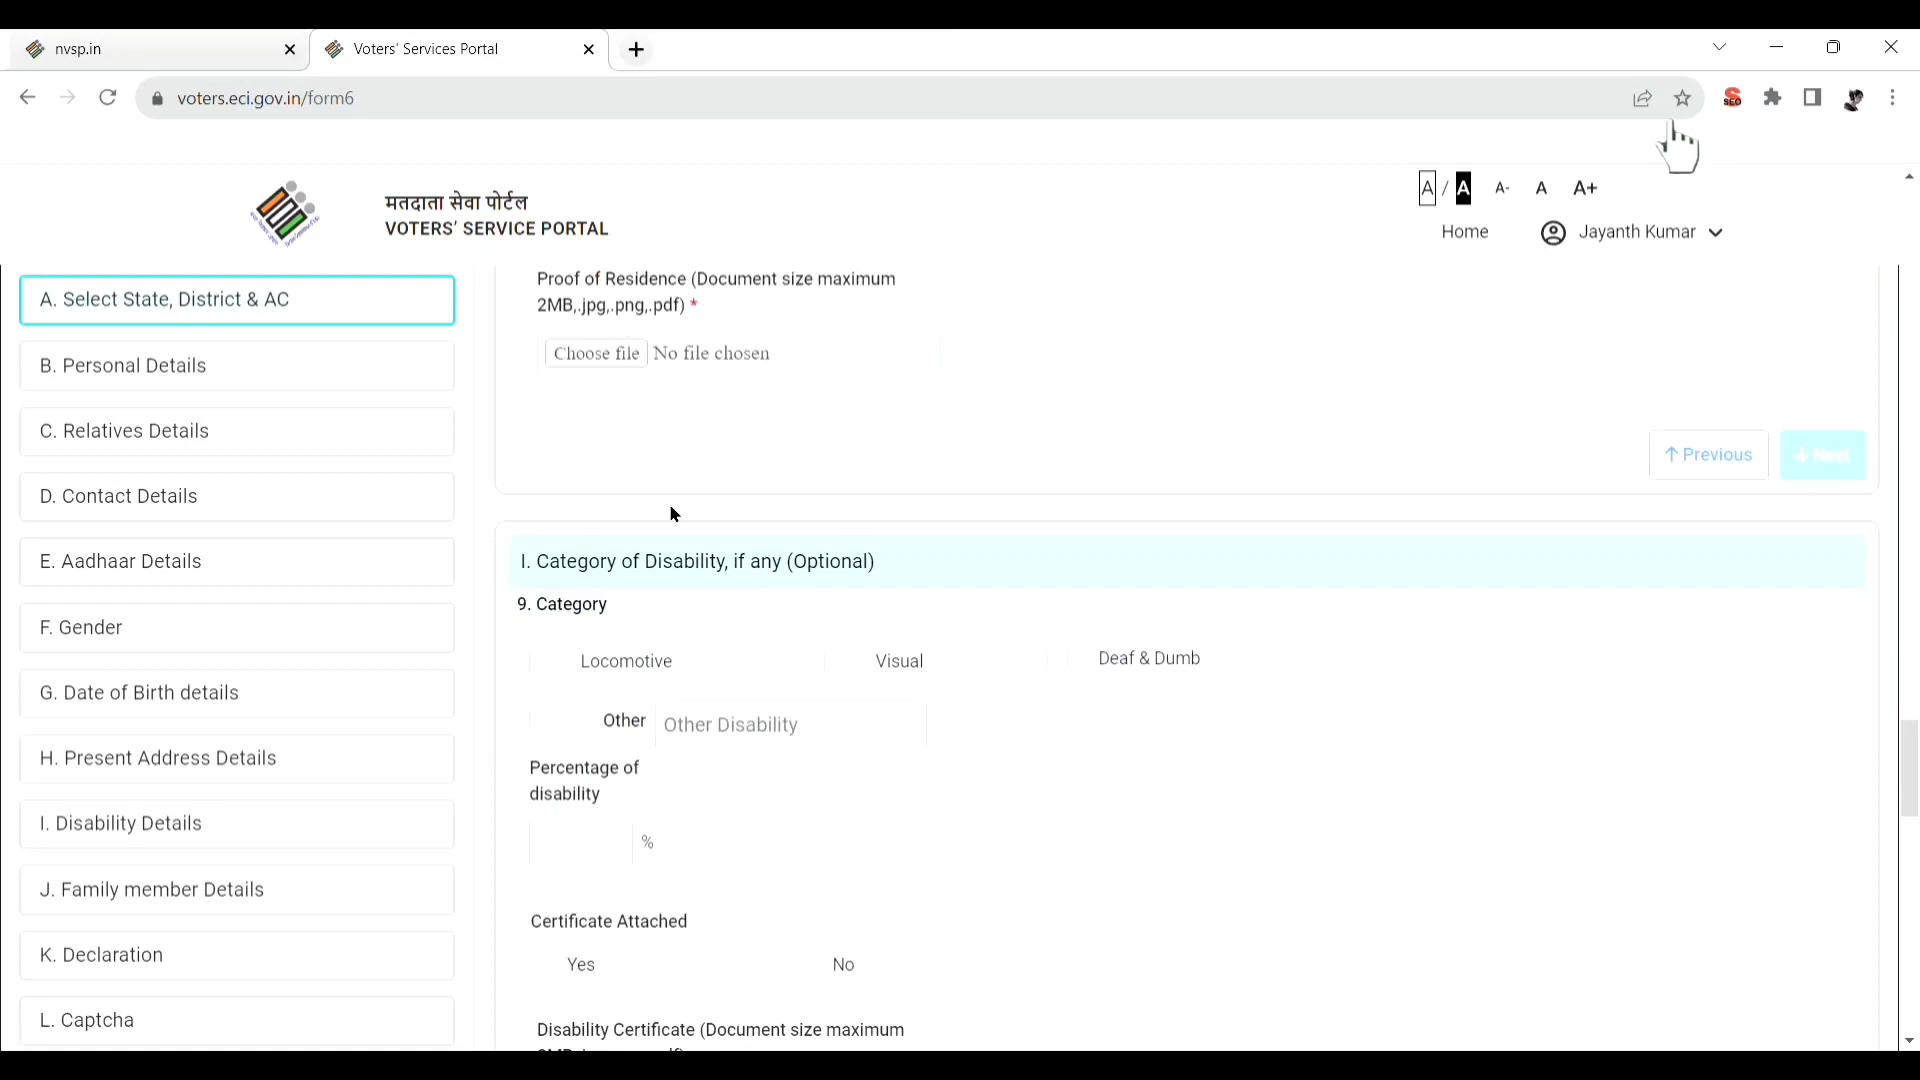 nvsp.in
Voters' Services Portal
voters.eci.gov.in/form6
SEO
मतदाता सेवा पोर्टल
VOTERS' SERVICE PORTAL
A / A A- A A+
Home
Jayanth Kumar
A. Select State, District & AC
B. Personal Details
C. Relatives Details
D. Contact Details
E. Aadhaar Details
F. Gender
G. Date of Birth details
H. Present Address Details
I. Disability Details
J. Family member Details
K. Declaration
L. Captcha
Proof of Residence (Document size maximum
2MB,.jpg,.png,.pdf) *
Choose file No file chosen
Previous
Next
I. Category of Disability, if any (Optional)
9. Category
Locomotive
Visual
Deaf & Dumb
Other
Other Disability
Percentage of
disability
%
Certificate Attached
Yes
No
Disability Certificate (Document size maximum